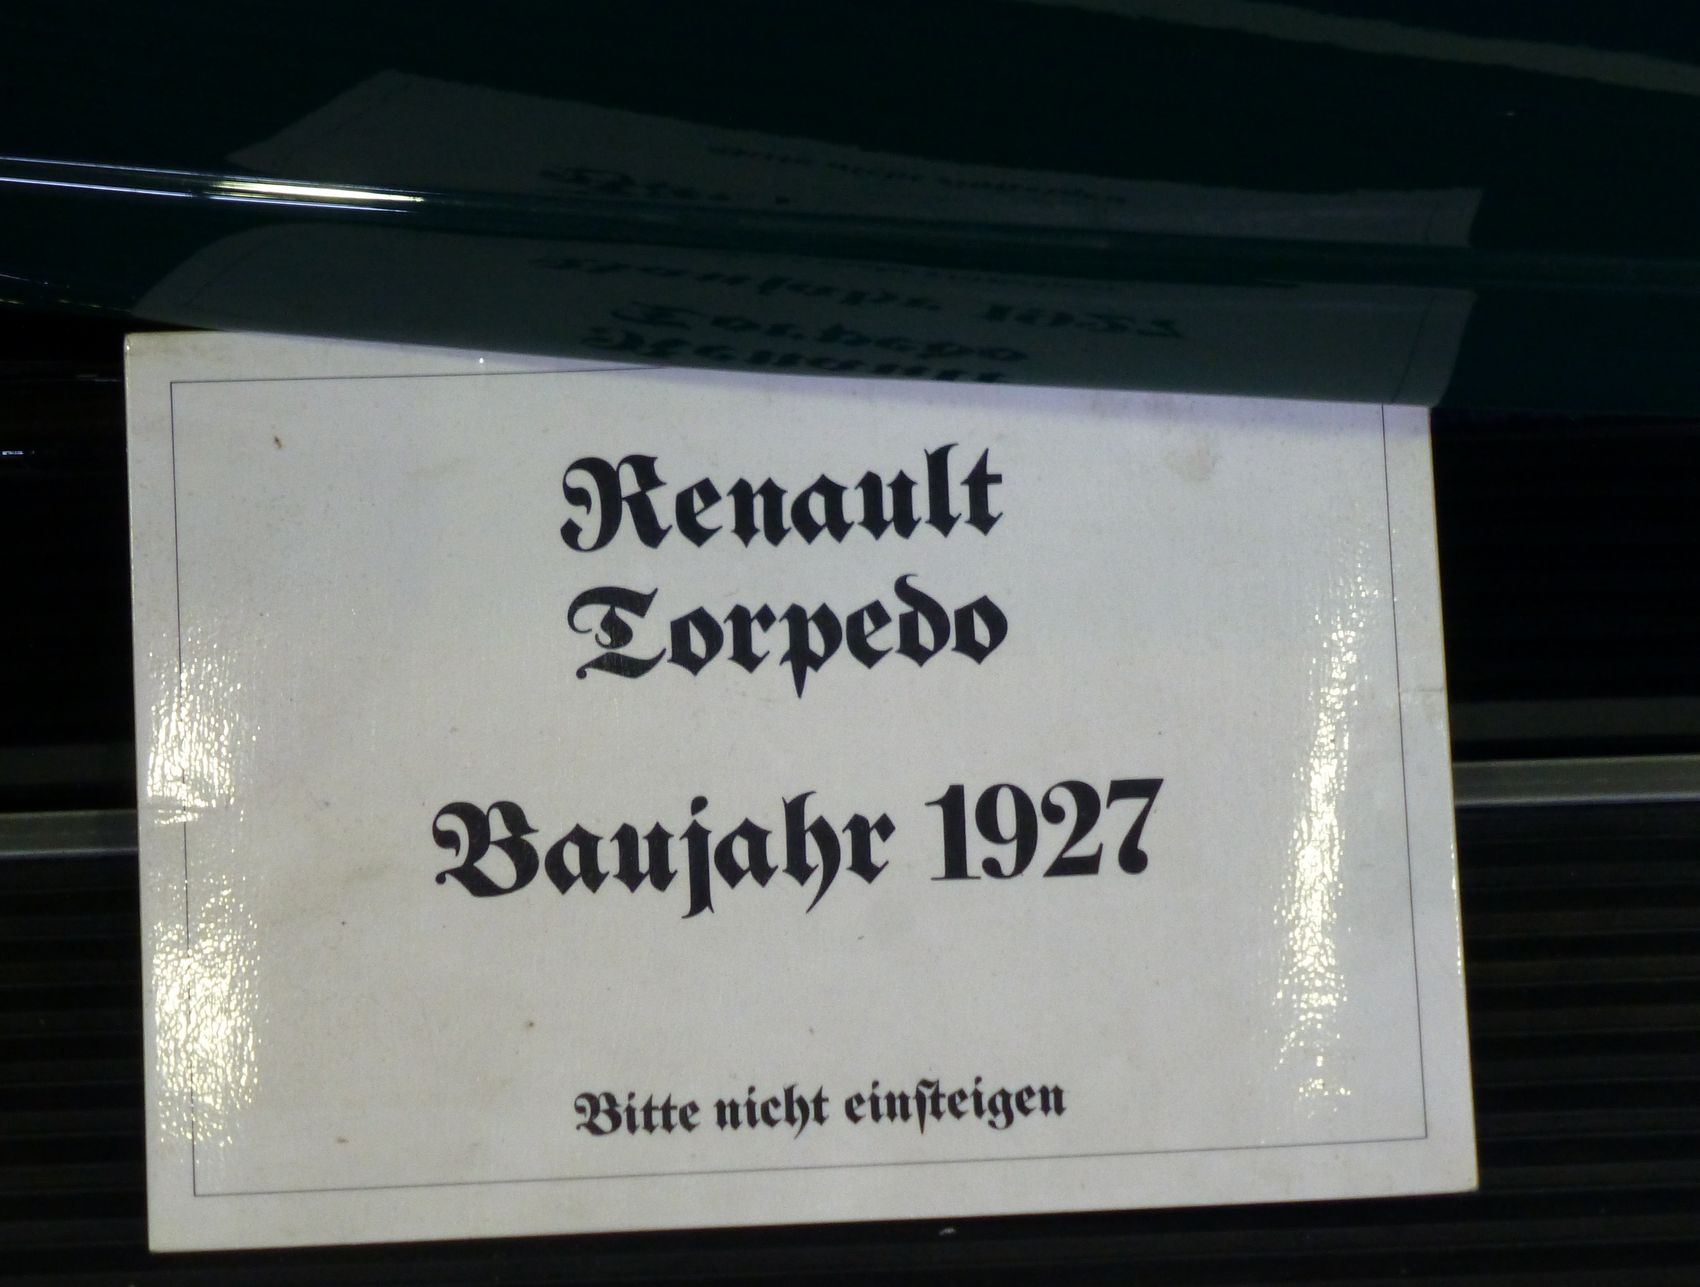 Renault
Torpedo
Baujahr 1927
Bitte nicht einſteigen